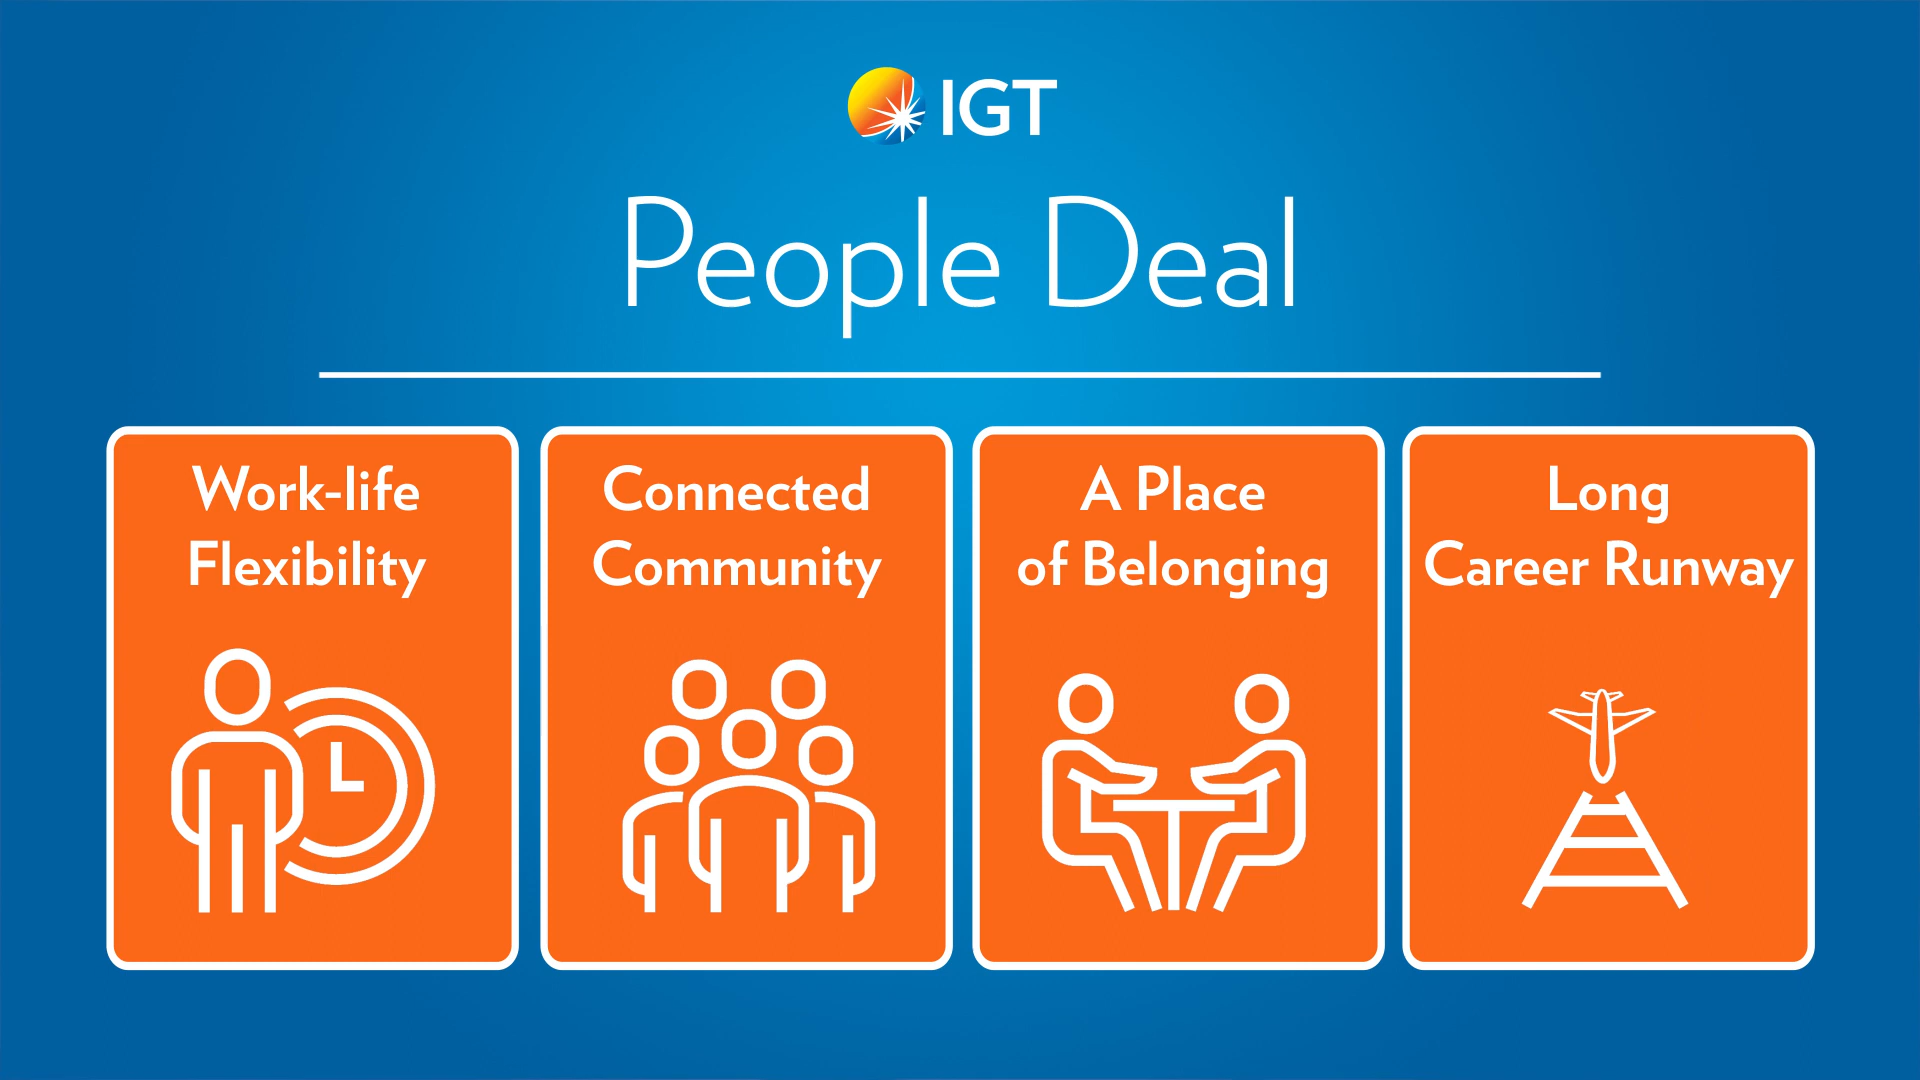 IGT
People Deal
Work-life
Flexibility
Connected
Community
A Place
of Belonging
Long
Career Runway